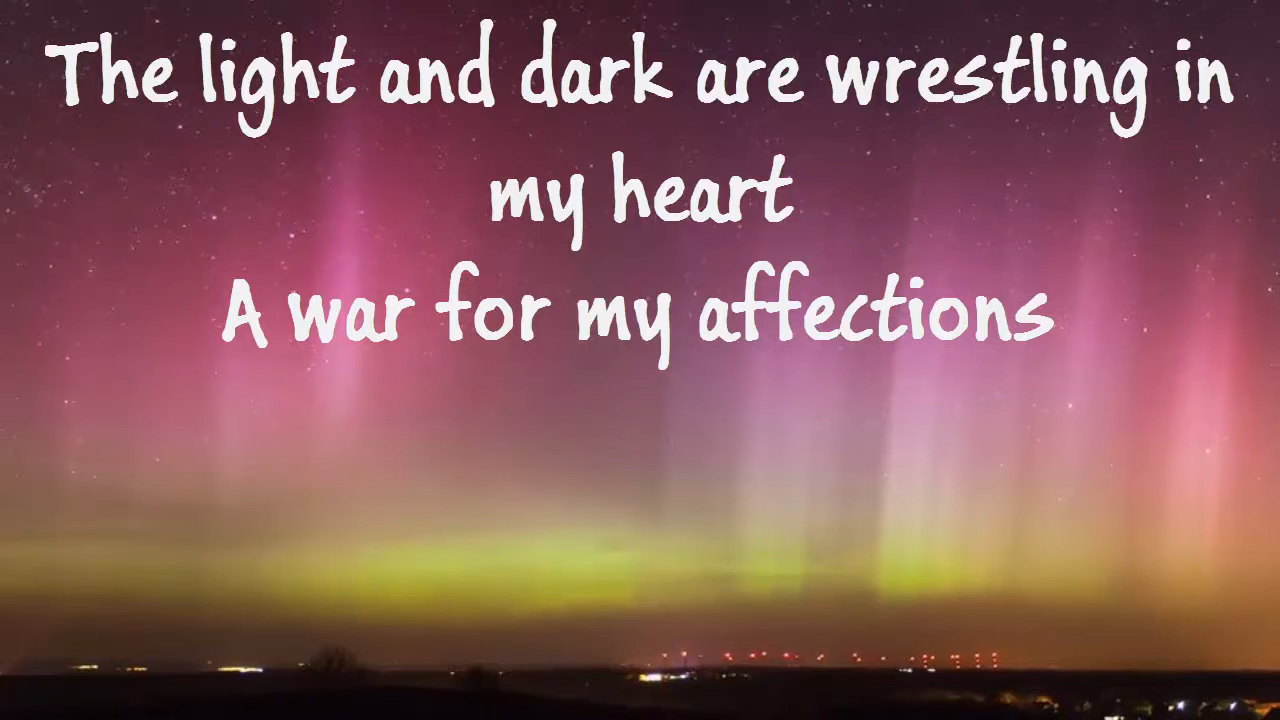 The light and dark are wrestling in
my heart
A war for my affections